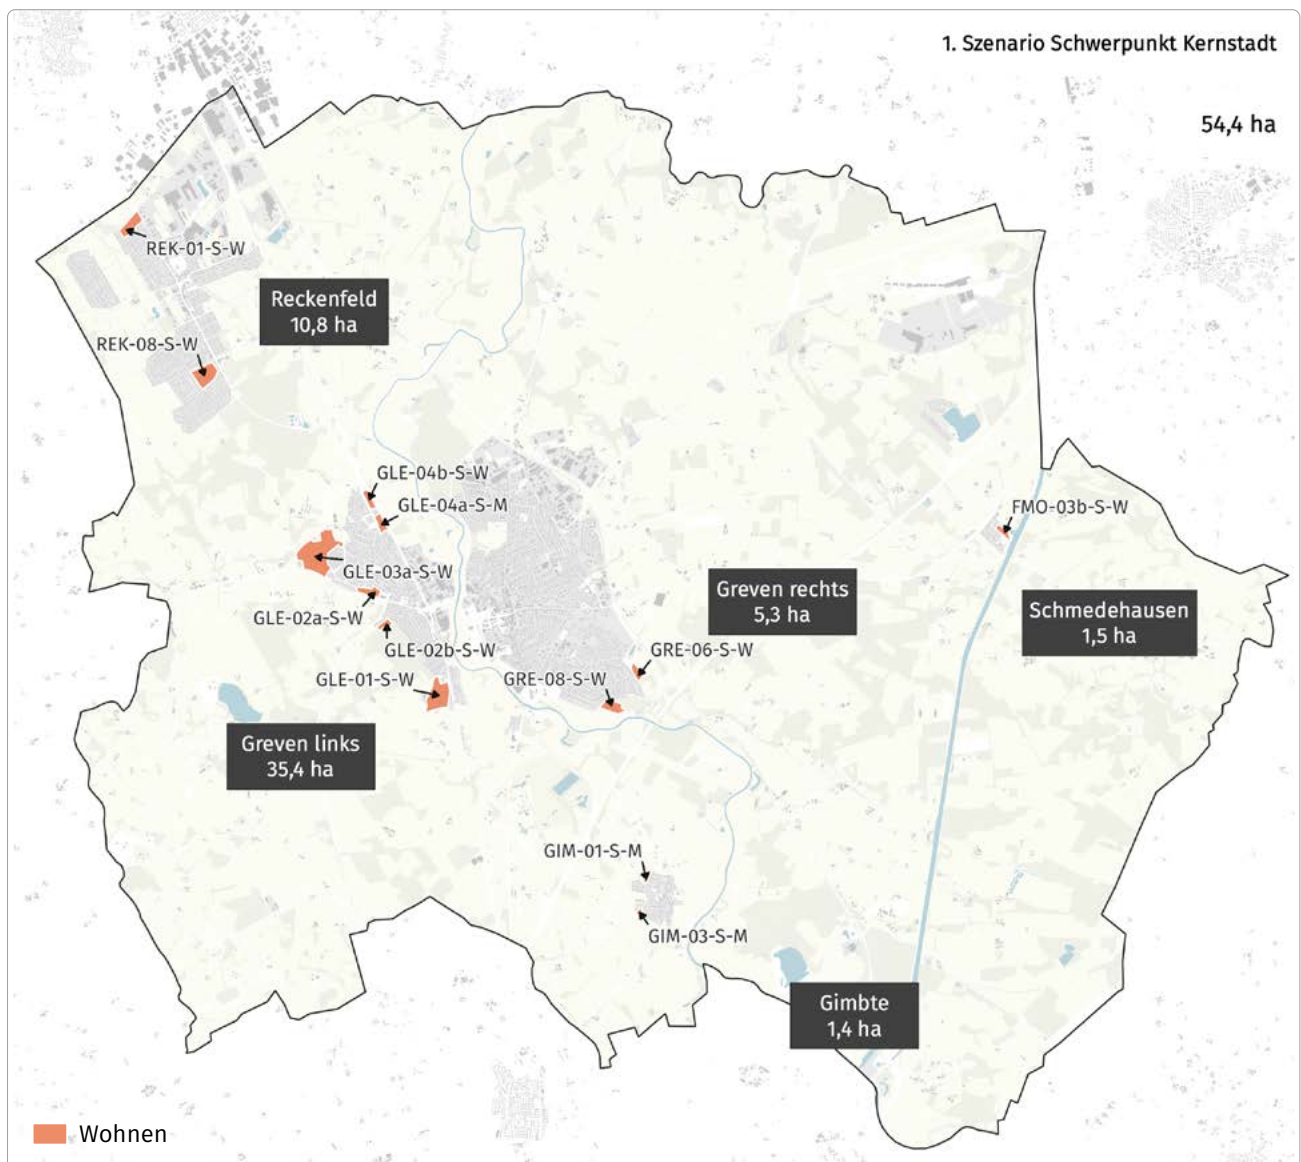 1. Szenario Schwerpunkt Kernstadt
54,4 ha
REK-01-S-W
Reckenfeld
10,8 ha
REK-08-S-W
GLE-04b-S-W
GLE-04a-S-M
FMO-03b-S-W
GLE-03a-S-W
Greven rechts
5,3 ha
Schmedehausen
1,5 ha
GLE-02a-S-W
GLE-02b-S-W
GRE-06-S-W
GLE-01-S-W
GRE-08-S-W
Greven links
35,4 ha
GIM-01-S-M
GIM-03-S-M
Gimbte
1,4 ha
Wohnen